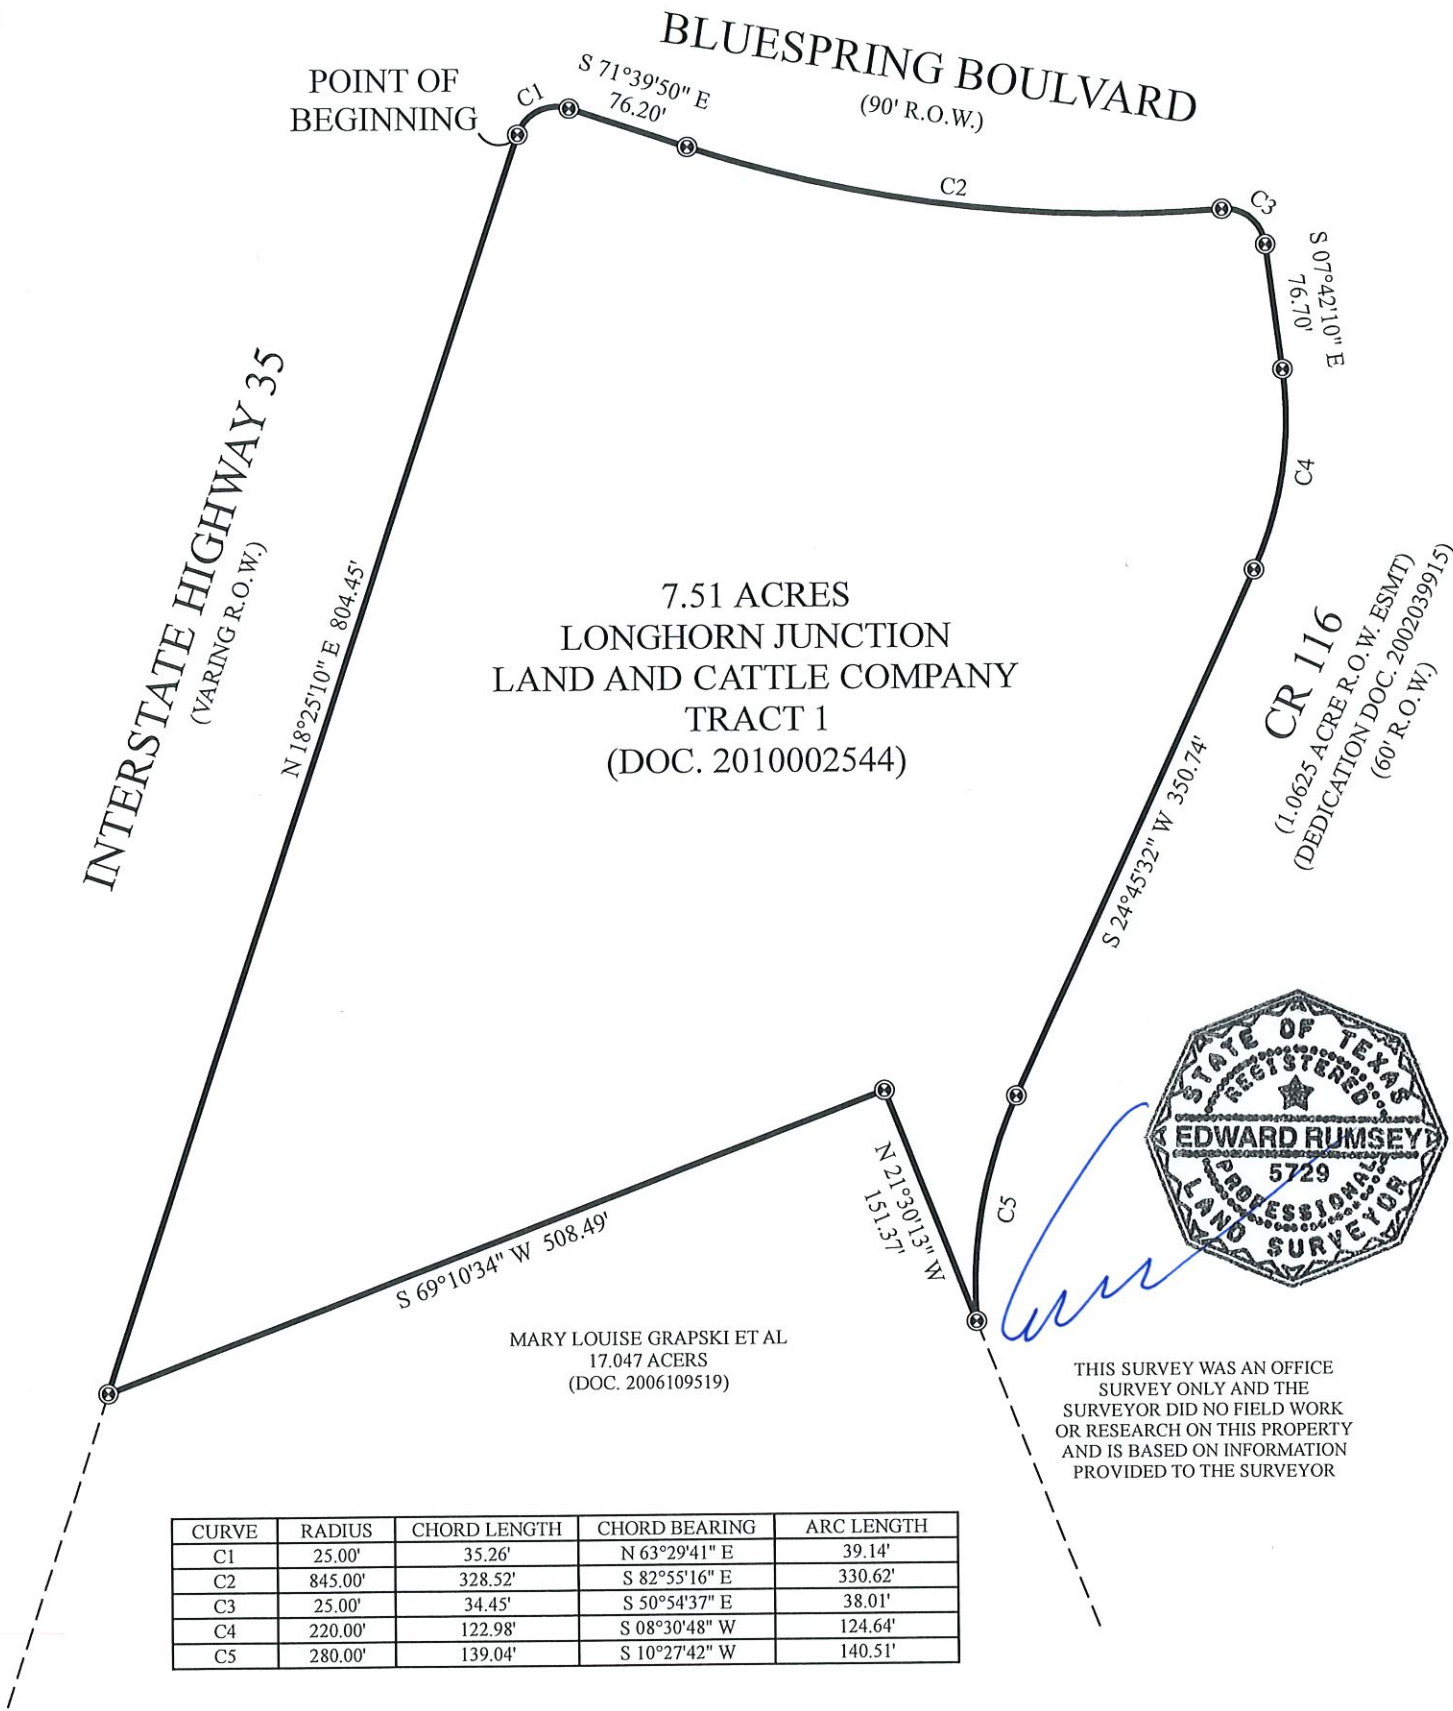 BLUESPRING BOULVARD
(90' R.O.W.)
POINT OF
BEGINNING
C1
S 71°39'50" E
76.20'
C2
C3
S 07°42'10" E
76.70'
C4
INTERSTATE HIGHWAY 35
(VARING R.O.W.)
N 18°25'10" E 804.45'
7.51 ACRES
LONGHORN JUNCTION
LAND AND CATTLE COMPANY
TRACT 1
(DOC. 2010002544)
CR 116
(1.0625 ACRE R.O.W. ESMT)
(DEDICATION DOC. 2002039915)
(60' R.O.W.)
S 24°45'32" W 350.74'
STATE OF TEXAS
REGISTERED
EDWARD RUMSEY
5729
PROFESSIONAL
LAND SURVEYOR
N 21°30'13" W
151.37'
C5
S 69°10'34" W 508.49'
MARY LOUISE GRAPSKI ET AL
17.047 ACERS
(DOC. 2006109519)
THIS SURVEY WAS AN OFFICE
SURVEY ONLY AND THE
SURVEYOR DID NO FIELD WORK
OR RESEARCH ON THIS PROPERTY
AND IS BASED ON INFORMATION
PROVIDED TO THE SURVEYOR
CURVE RADIUS CHORD LENGTH CHORD BEARING ARC LENGTH
C1 25.00' 35.26' N 63°29'41" E 39.14'
C2 845.00' 328.52' S 82°55'16" E 330.62'
C3 25.00' 34.45' S 50°54'37" E 38.01'
C4 220.00' 122.98' S 08°30'48" W 124.64'
C5 280.00' 139.04' S 10°27'42" W 140.51'